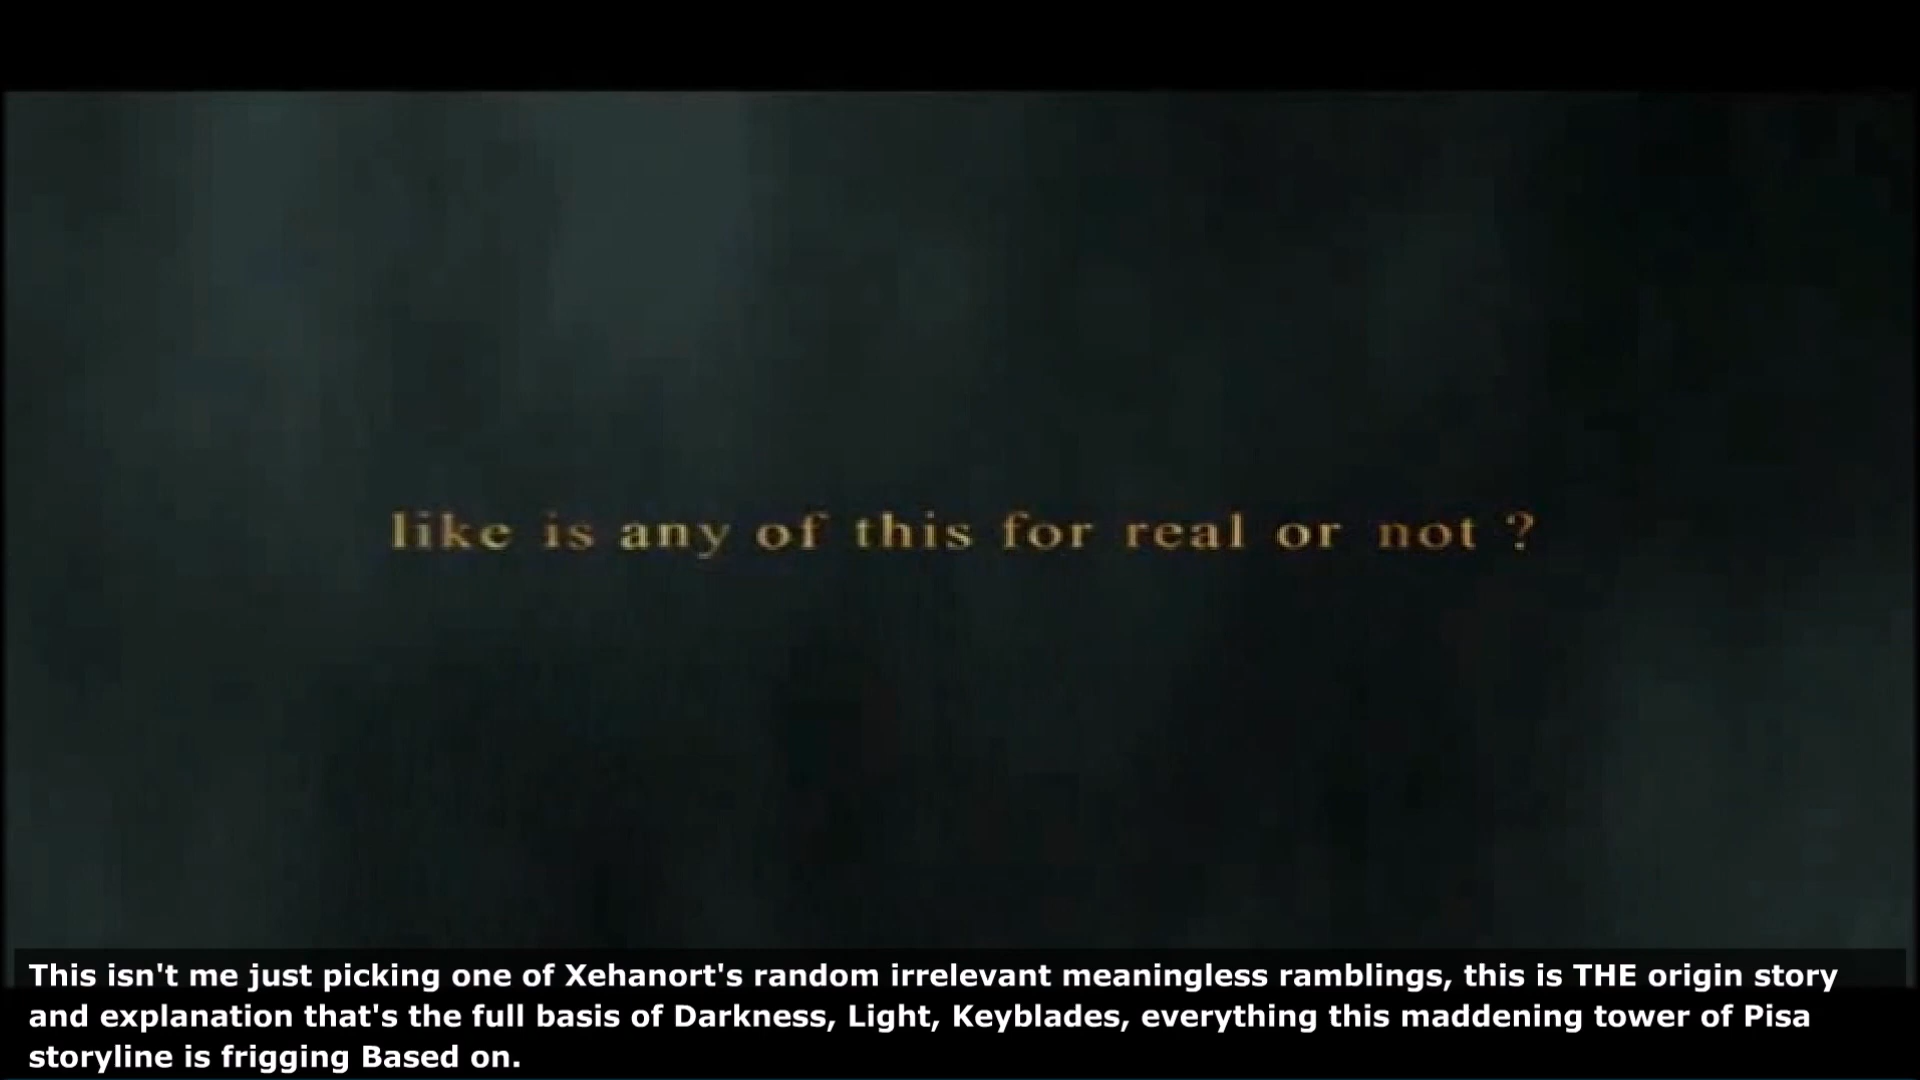 like is any of this for real or not ?
This isn't me just picking one of Xehanort's random irrelevant meaningless ramblings, this is THE origin story
and explanation that's the full basis of Darkness, Light, Keyblades, everything this maddening tower of Pisa
storyline is frigging Based on.